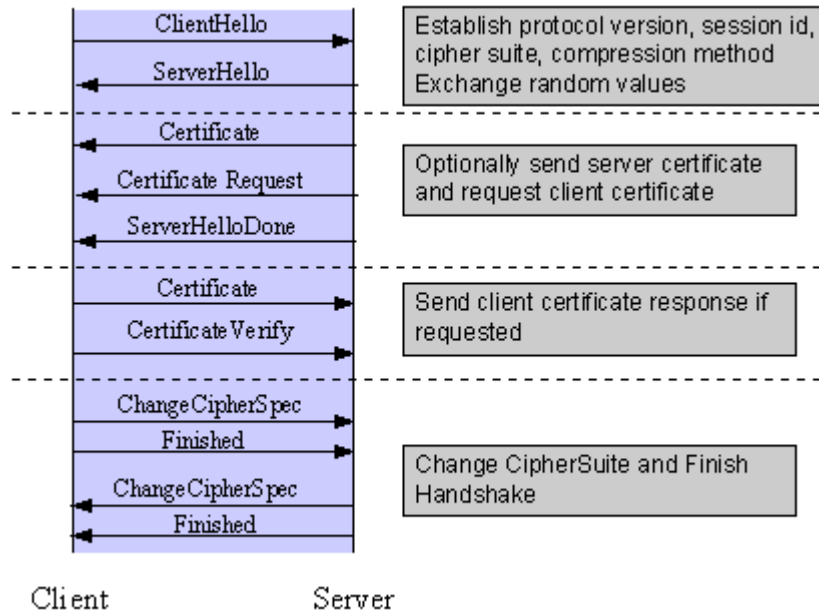 ClientHello
Establish protocol version, session id,
cipher suite, compression method
Exchange random values
ServerHello
Certificate
Optionally send server certificate
and request client certificate
Certificate Request
ServerHelloDone
Certificate
Send client certificate response if
requested
CertificateVerify
ChangeCipherSpec
Finished
Change CipherSuite and Finish
Handshake
ChangeCipherSpec
Finished
Client
Server